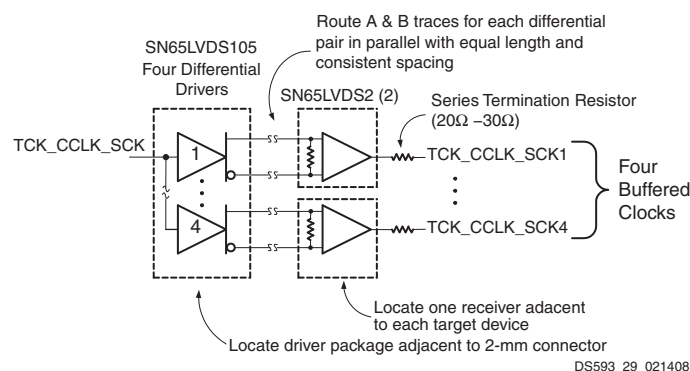 Route A & B traces for each differential
pair in parallel with equal length and
consistent spacing
SN65LVDS105
Four Differential
Drivers
SN65LVDS2 (2)
Series Termination Resistor
(20Ω –30Ω)
TCK_CCLK_SCK
1
TCK_CCLK_SCK1
4
TCK_CCLK_SCK4
Four
Buffered
Clocks
Locate one receiver adacent
to each target device
Locate driver package adjacent to 2-mm connector
DS593_29_021408